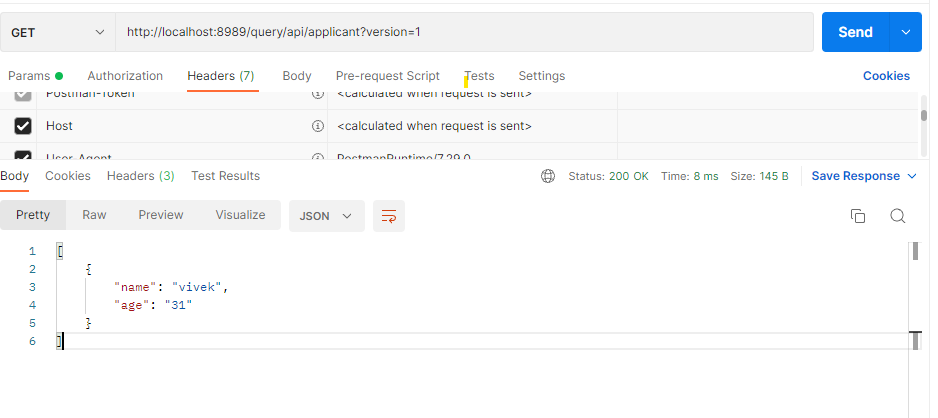 GET http://localhost:8989/query/api/applicant?version=1 Send
Params Authorization Headers (7) Body Pre-request Script Tests Settings Cookies
Postman-Token <calculated when request is sent>
Host <calculated when request is sent>
User-Agent PostmanRuntime/7.29.0
Body Cookies Headers (3) Test Results Status: 200 OK Time: 8 ms Size: 145 B Save Response
Pretty Raw Preview Visualize JSON
1 [
2 {
3 "name": "vivek",
4 "age": "31"
5 }
6 ]